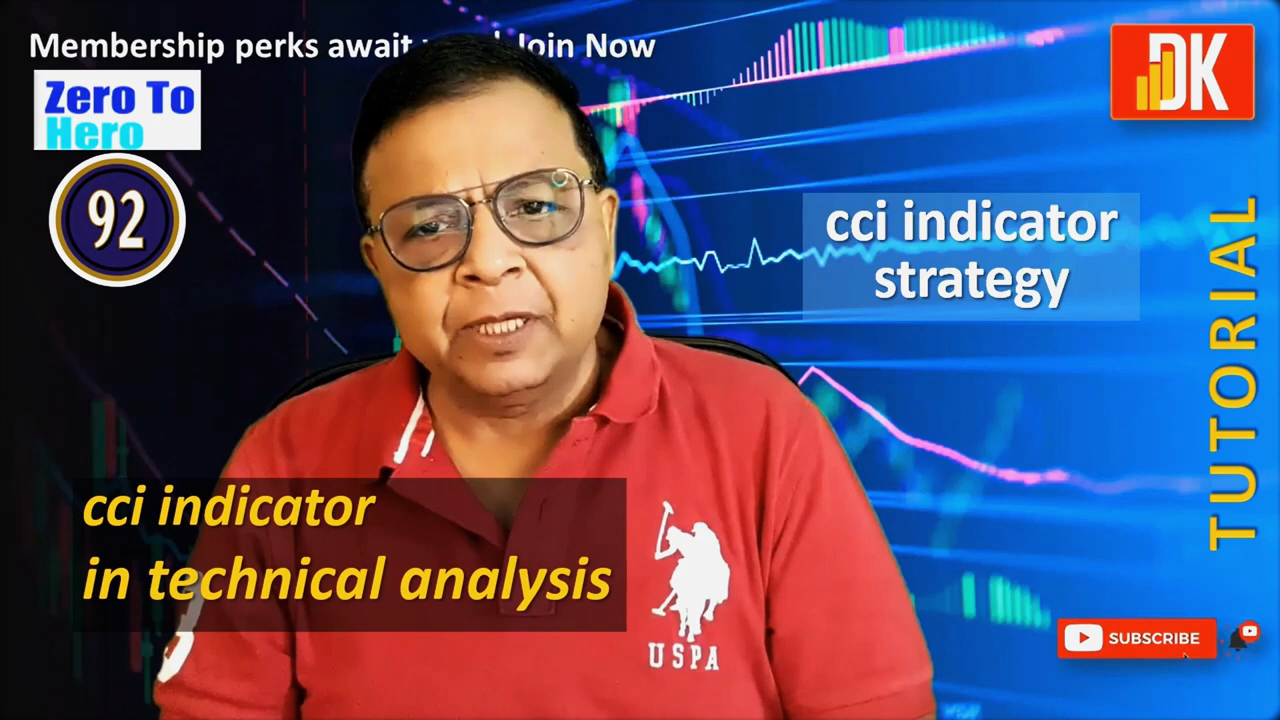 Membership perks await Join Now
Zero To
Hero
92
DK
cci indicator
strategy
TUTORIAL
cci indicator
in technical analysis
USPA
SUBSCRIBE